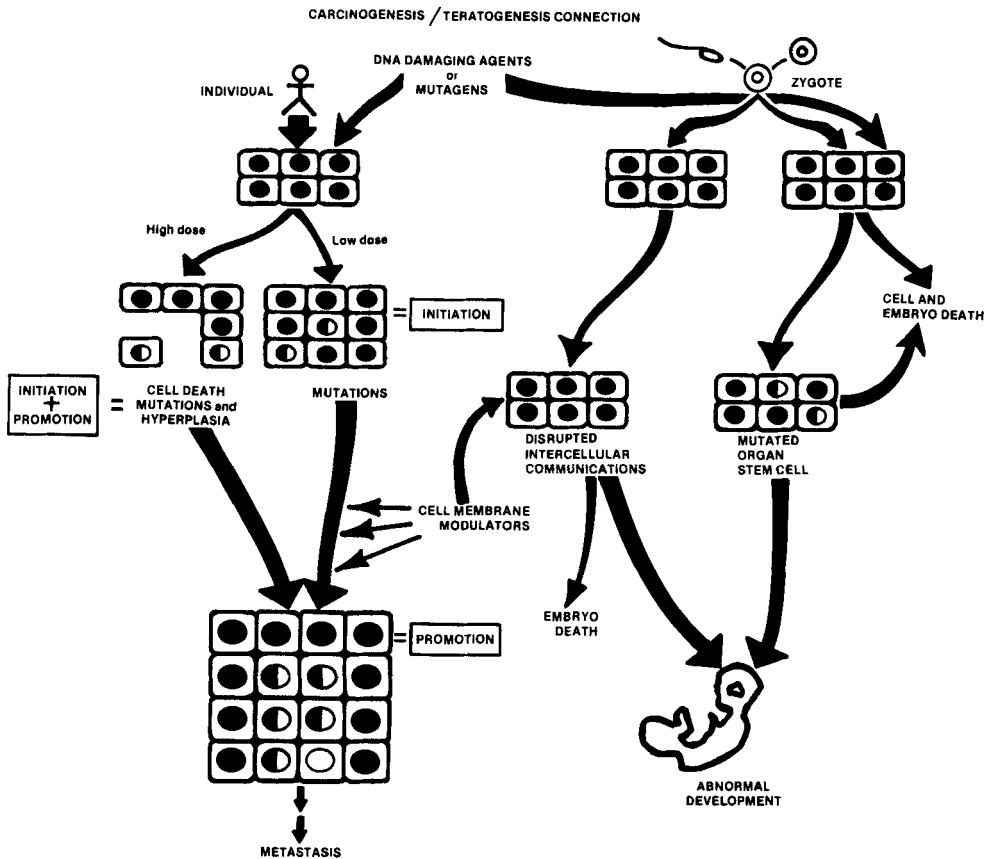 CARCINOGENESIS / TERATOGENESIS CONNECTION
DNA DAMAGING AGENTS
or
MUTAGENS
INDIVIDUAL
ZYGOTE
High dose
Low dose
= INITIATION
CELL AND
EMBRYO DEATH
INITIATION
+
PROMOTION
=
CELL DEATH
MUTATIONS and
HYPERPLASIA
MUTATIONS
DISRUPTED
INTERCELLULAR
COMMUNICATIONS
MUTATED
ORGAN
STEM CELL
CELL MEMBRANE
MODULATORS
EMBRYO
DEATH
= PROMOTION
ABNORMAL
DEVELOPMENT
METASTASIS